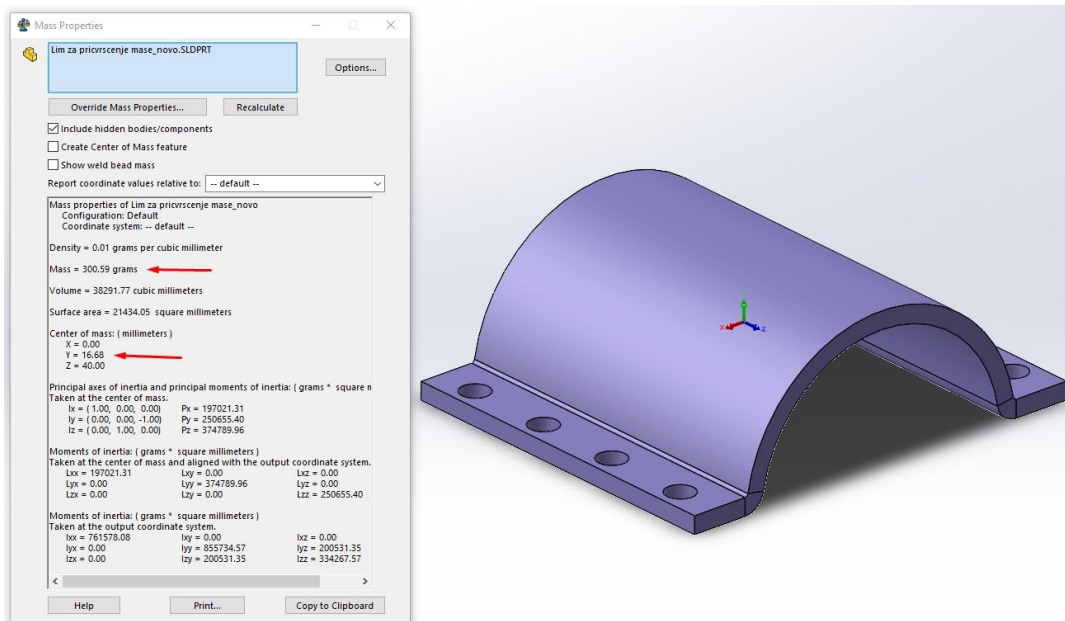 Mass Properties
Lim za pricvrscenje mase_novo.SLDPRT
Options...
Override Mass Properties...
Recalculate
Include hidden bodies/components
Create Center of Mass feature
Show weld bead mass
Report coordinate values relative to: -- default --
Mass properties of Lim za pricvrscenje mase_novo
Configuration: Default
Coordinate system: -- default --
Density = 0.01 grams per cubic millimeter
Mass = 300.59 grams
Volume = 38291.77 cubic millimeters
Surface area = 21434.05 square millimeters
Center of mass: ( millimeters )
X = 0.00
Y = 16.68
Z = 40.00
Principal axes of inertia and principal moments of inertia: ( grams * square m
Taken at the center of mass.
Ix = ( 1.00, 0.00, 0.00) Px = 197021.31
Iy = ( 0.00, 0.00, -1.00) Py = 250655.40
Iz = ( 0.00, 1.00, 0.00) Pz = 374789.96
Moments of inertia: ( grams * square millimeters )
Taken at the center of mass and aligned with the output coordinate system.
Lxx = 197021.31 Lxy = 0.00 Lxz = 0.00
Lyx = 0.00 Lyy = 374789.96 Lyz = 0.00
Lzx = 0.00 Lzy = 0.00 Lzz = 250655.40
Moments of inertia: ( grams * square millimeters )
Taken at the output coordinate system.
Ixx = 761578.08 Ixy = 0.00 Ixz = 0.00
Iyx = 0.00 Iyy = 855734.57 Iyz = 200531.35
Izx = 0.00 Izy = 200531.35 Izz = 334267.57
Help
Print...
Copy to Clipboard
X
Z